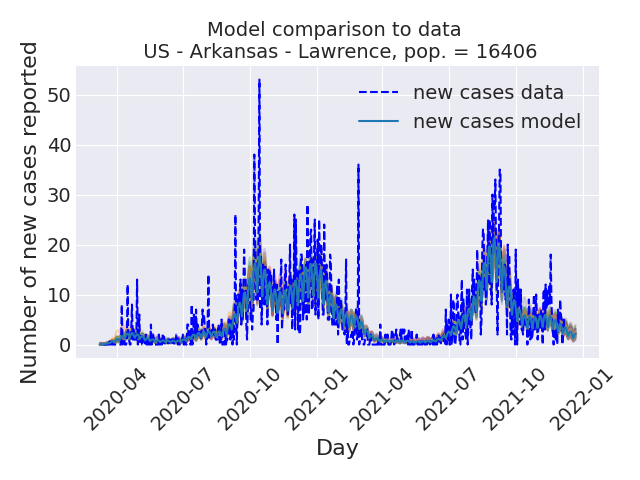 Model comparison to data
US - Arkansas - Lawrence, pop. = 16406
new cases data
new cases model
Number of new cases reported
50
40
30
20
10
0
2020-04
2020-07
2020-10
2021-01
2021-04
2021-07
2021-10
2022-01
Day